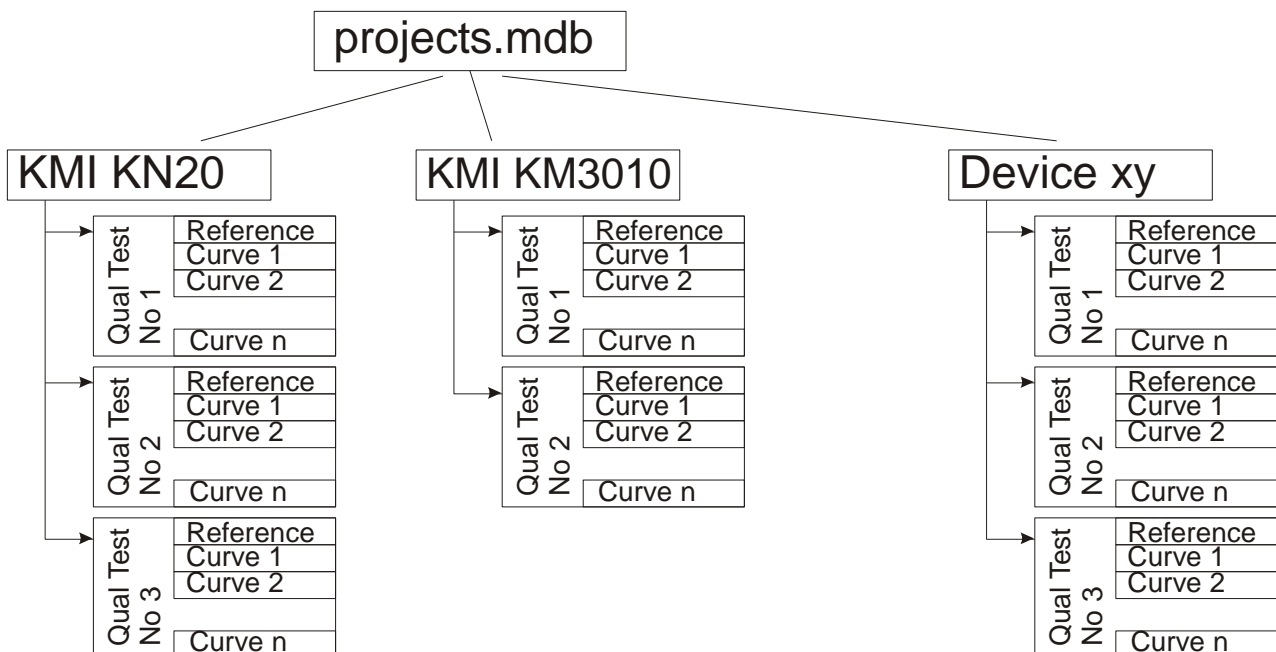 projects.mdb
KMI KN20
KMI KM3010
Device xy
Qual Test
No 1
Reference
Curve 1
Curve 2
Curve n
Qual Test
No 2
Reference
Curve 1
Curve 2
Curve n
Qual Test
No 3
Reference
Curve 1
Curve 2
Curve n
Qual Test
No 1
Reference
Curve 1
Curve 2
Curve n
Qual Test
No 2
Reference
Curve 1
Curve 2
Curve n
Qual Test
No 1
Reference
Curve 1
Curve 2
Curve n
Qual Test
No 2
Reference
Curve 1
Curve 2
Curve n
Qual Test
No 3
Reference
Curve 1
Curve 2
Curve n